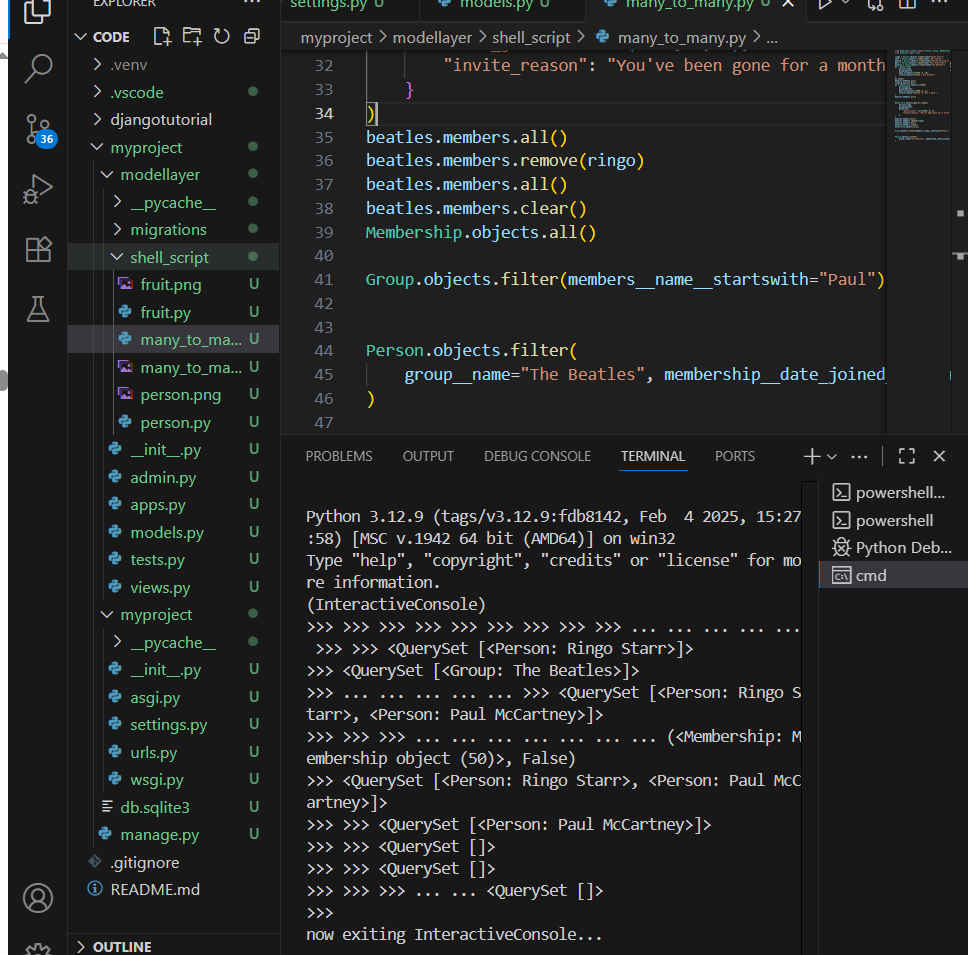 EXPLORER
CODE
.venv
.vscode
djangotutorial
36
myproject
modellayer
__pycache__
migrations
shell_script
fruit.png U
fruit.py U
many_to_ma... U
many_to_ma... U
person.png U
person.py U
__init__.py U
admin.py U
apps.py U
models.py U
tests.py U
views.py U
myproject
__pycache__
__init__.py U
asgi.py U
settings.py U
urls.py U
wsgi.py U
db.sqlite3 U
manage.py U
.gitignore
README.md
OUTLINE
settings.py U
models.py U
many_to_many.py U
myproject > modellayer > shell_script > many_to_many.py > ...
32 "invite_reason": "You've been gone for a month
33 }
34 )
35 beatles.members.all()
36 beatles.members.remove(ringo)
37 beatles.members.all()
38 beatles.members.clear()
39 Membership.objects.all()
40
41 Group.objects.filter(members__name__startswith="Paul")
42
43
44 Person.objects.filter(
45 group__name="The Beatles", membership__date_joined_
46 )
47
PROBLEMS OUTPUT DEBUG CONSOLE TERMINAL PORTS
Python 3.12.9 (tags/v3.12.9:fdb8142, Feb  4 2025, 15:27
:58) [MSC v.1942 64 bit (AMD64)] on win32
Type "help", "copyright", "credits" or "license" for mo
re information.
(InteractiveConsole)
>>> >>> >>> >>> >>> >>> >>> >>> >>> ... ... ... ... ...
>>> >>> <QuerySet [<Person: Ringo Starr>]>
>>> <QuerySet [<Group: The Beatles>]>
>>> ... ... ... ... ... >>> <QuerySet [<Person: Ringo S
tarr>, <Person: Paul McCartney>]>
>>> >>> >>> ... ... ... ... ... ... ... (<Membership: M
embership object (50)>, False)
>>> <QuerySet [<Person: Ringo Starr>, <Person: Paul McC
artney>]>
>>> >>> <QuerySet [<Person: Paul McCartney>]>
>>> >>> <QuerySet []>
>>> >>> <QuerySet []>
>>> >>> >>> ... ... <QuerySet []>
>>>
now exiting InteractiveConsole...
powershell...
powershell
Python Deb...
cmd